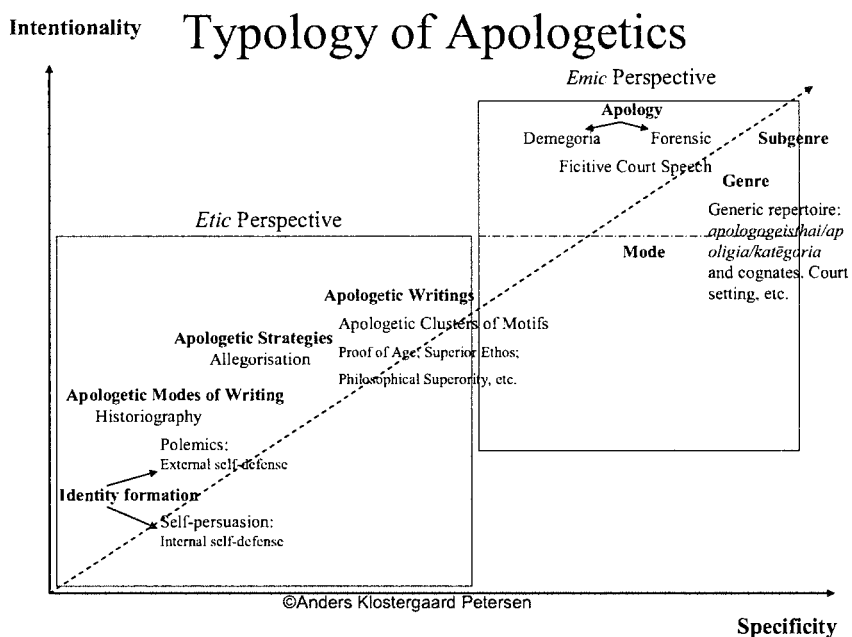 Intentionality
Typology of Apologetics
Emic Perspective
Apology
Demegoria
Forensic
Subgenre
Ficitive Court Speech
Genre
Generic repertoire:
apologageisthai/ap
oligia/katēgoria
and cognates. Court
setting, etc.
Mode
Etic Perspective
Apologetic Writings
Apologetic Clusters of Motifs
Proof of Age; Superior Ethos;
Philosophical Superority, etc.
Apologetic Strategies
Allegorisation
Apologetic Modes of Writing
Historiography
Polemics:
External self-defense
Identity formation
Self-persuasion:
Internal self-defense
©Anders Klostergaard Petersen
Specificity